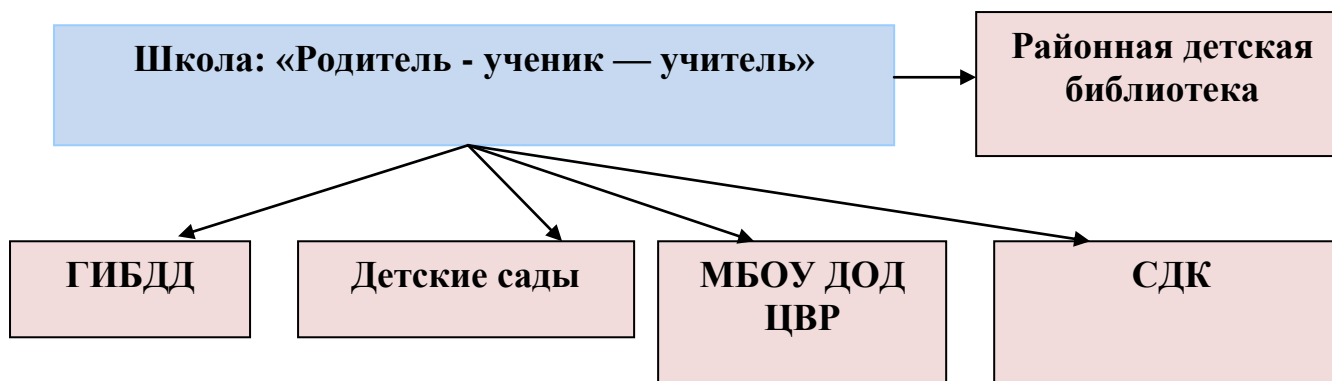 Школа: «Родитель - ученик — учитель»
Районная детская
библиотека
ГИБДД
Детские сады
МБОУ ДОД
ЦВР
СДК